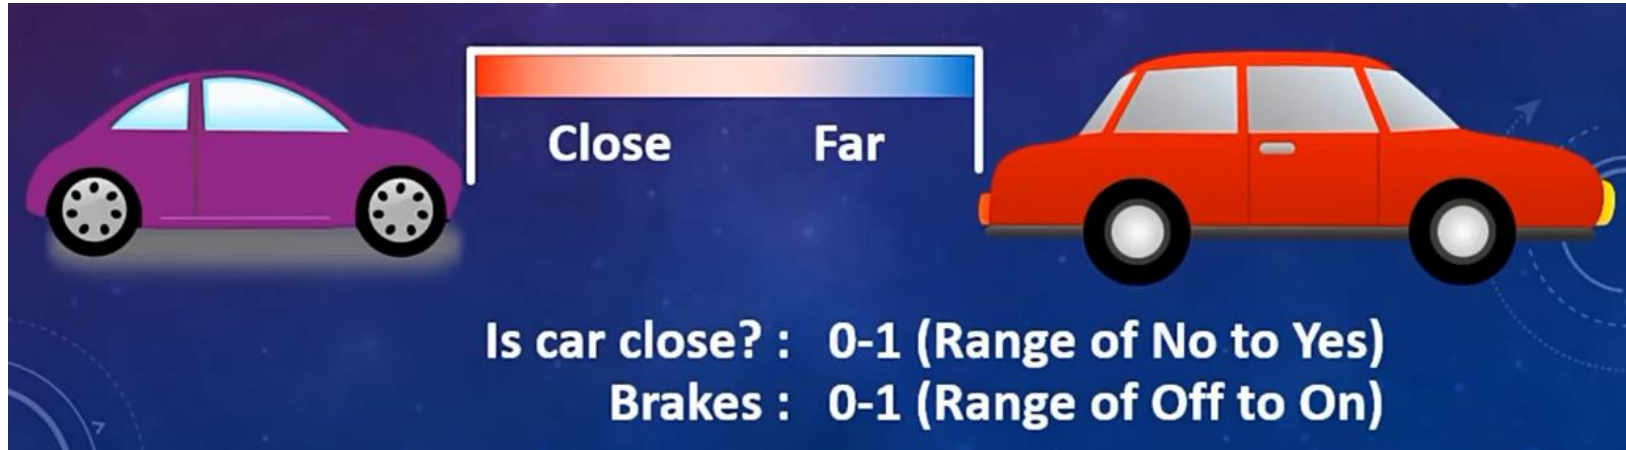 Close Far
Is car close? : 0-1 (Range of No to Yes)
Brakes : 0-1 (Range of Off to On)